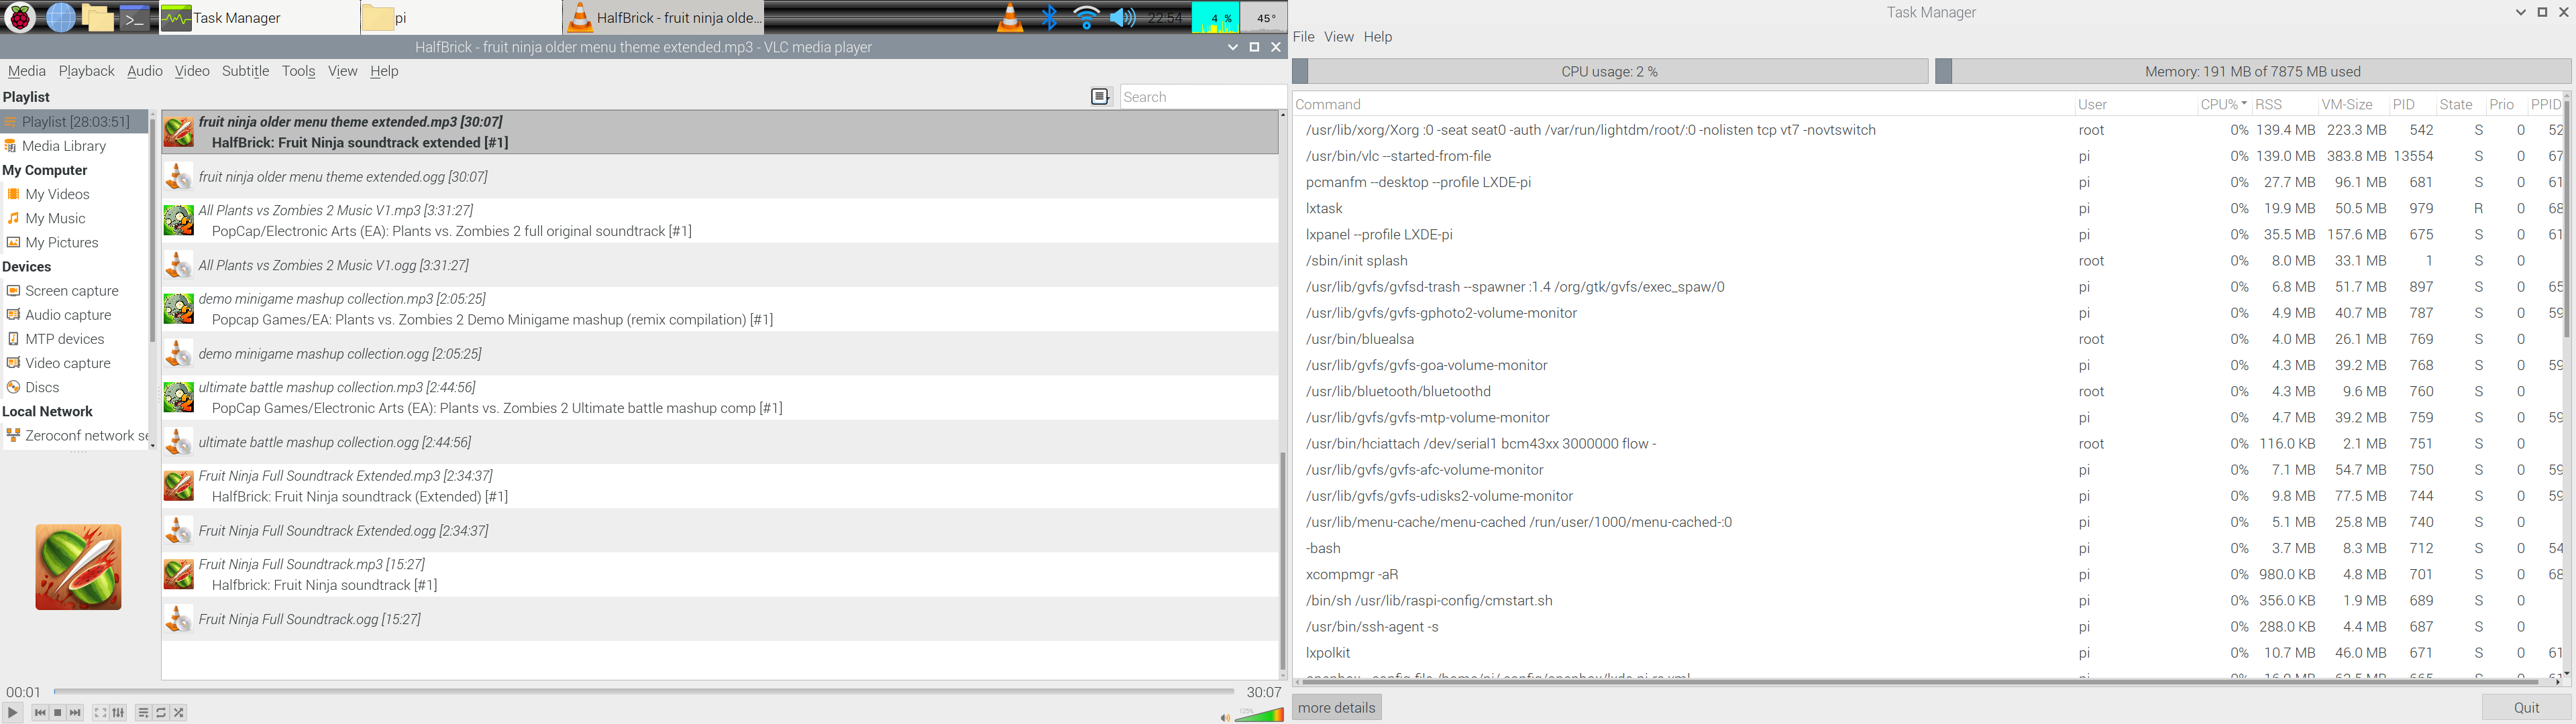 Task Manager
pi
HalfBrick - fruit ninja olde...
22:54
4 %
45°
HalfBrick - fruit ninja older menu theme extended.mp3 - VLC media player
Media Playback Audio Video Subtitle Tools View Help
Playlist
Search
Playlist [28:03:51]
Media Library
My Computer
My Videos
My Music
My Pictures
Devices
Screen capture
Audio capture
MTP devices
Video capture
Discs
Local Network
Zeroconf network se
fruit ninja older menu theme extended.mp3 [30:07]
HalfBrick: Fruit Ninja soundtrack extended [#1]
fruit ninja older menu theme extended.ogg [30:07]
All Plants vs Zombies 2 Music V1.mp3 [3:31:27]
PopCap/Electronic Arts (EA): Plants vs. Zombies 2 full original soundtrack [#1]
All Plants vs Zombies 2 Music V1.ogg [3:31:27]
demo minigame mashup collection.mp3 [2:05:25]
Popcap Games/EA: Plants vs. Zombies 2 Demo Minigame mashup (remix compilation) [#1]
demo minigame mashup collection.ogg [2:05:25]
ultimate battle mashup collection.mp3 [2:44:56]
PopCap Games/Electronic Arts (EA): Plants vs. Zombies 2 Ultimate battle mashup comp [#1]
ultimate battle mashup collection.ogg [2:44:56]
Fruit Ninja Full Soundtrack Extended.mp3 [2:34:37]
HalfBrick: Fruit Ninja soundtrack (Extended) [#1]
Fruit Ninja Full Soundtrack Extended.ogg [2:34:37]
Fruit Ninja Full Soundtrack.mp3 [15:27]
Halfbrick: Fruit Ninja soundtrack [#1]
Fruit Ninja Full Soundtrack.ogg [15:27]
00:01
30:07
125%
Task Manager
File View Help
CPU usage: 2 %
Memory: 191 MB of 7875 MB used
Command User CPU% RSS VM-Size PID State Prio PPID
/usr/lib/xorg/Xorg :0 -seat seat0 -auth /var/run/lightdm/root/:0 -nolisten tcp vt7 -novtswitch root 0% 139.4 MB 223.3 MB 542 S 0 52
/usr/bin/vlc --started-from-file pi 0% 139.0 MB 383.8 MB 13554 S 0 67
pcmanfm --desktop --profile LXDE-pi pi 0% 27.7 MB 96.1 MB 681 S 0 61
lxtask pi 0% 19.9 MB 50.5 MB 979 R 0 68
lxpanel --profile LXDE-pi pi 0% 35.5 MB 157.6 MB 675 S 0 61
/sbin/init splash root 0% 8.0 MB 33.1 MB 1 S 0
/usr/lib/gvfs/gvfsd-trash --spawner :1.4 /org/gtk/gvfs/exec_spaw/0 pi 0% 6.8 MB 51.7 MB 897 S 0 65
/usr/lib/gvfs/gvfs-gphoto2-volume-monitor pi 0% 4.9 MB 40.7 MB 787 S 0 59
/usr/bin/bluealsa root 0% 4.0 MB 26.1 MB 769 S 0
/usr/lib/gvfs/gvfs-goa-volume-monitor pi 0% 4.3 MB 39.2 MB 768 S 0 59
/usr/lib/bluetooth/bluetoothd root 0% 4.3 MB 9.6 MB 760 S 0
/usr/lib/gvfs/gvfs-mtp-volume-monitor pi 0% 4.7 MB 39.2 MB 759 S 0 59
/usr/bin/hciattach /dev/serial1 bcm43xx 3000000 flow - root 0% 116.0 KB 2.1 MB 751 S 0
/usr/lib/gvfs/gvfs-afc-volume-monitor pi 0% 7.1 MB 54.7 MB 750 S 0 59
/usr/lib/gvfs/gvfs-udisks2-volume-monitor pi 0% 9.8 MB 77.5 MB 744 S 0 59
/usr/lib/menu-cache/menu-cached /run/user/1000/menu-cached-:0 pi 0% 5.1 MB 25.8 MB 740 S 0
-bash pi 0% 3.7 MB 8.3 MB 712 S 0 54
xcompmgr -aR pi 0% 980.0 KB 4.8 MB 701 S 0 68
/bin/sh /usr/lib/raspi-config/cmstart.sh pi 0% 356.0 KB 1.9 MB 689 S 0
/usr/bin/ssh-agent -s pi 0% 288.0 KB 4.4 MB 687 S 0
lxpolkit pi 0% 10.7 MB 46.0 MB 671 S 0 61
more details
Quit